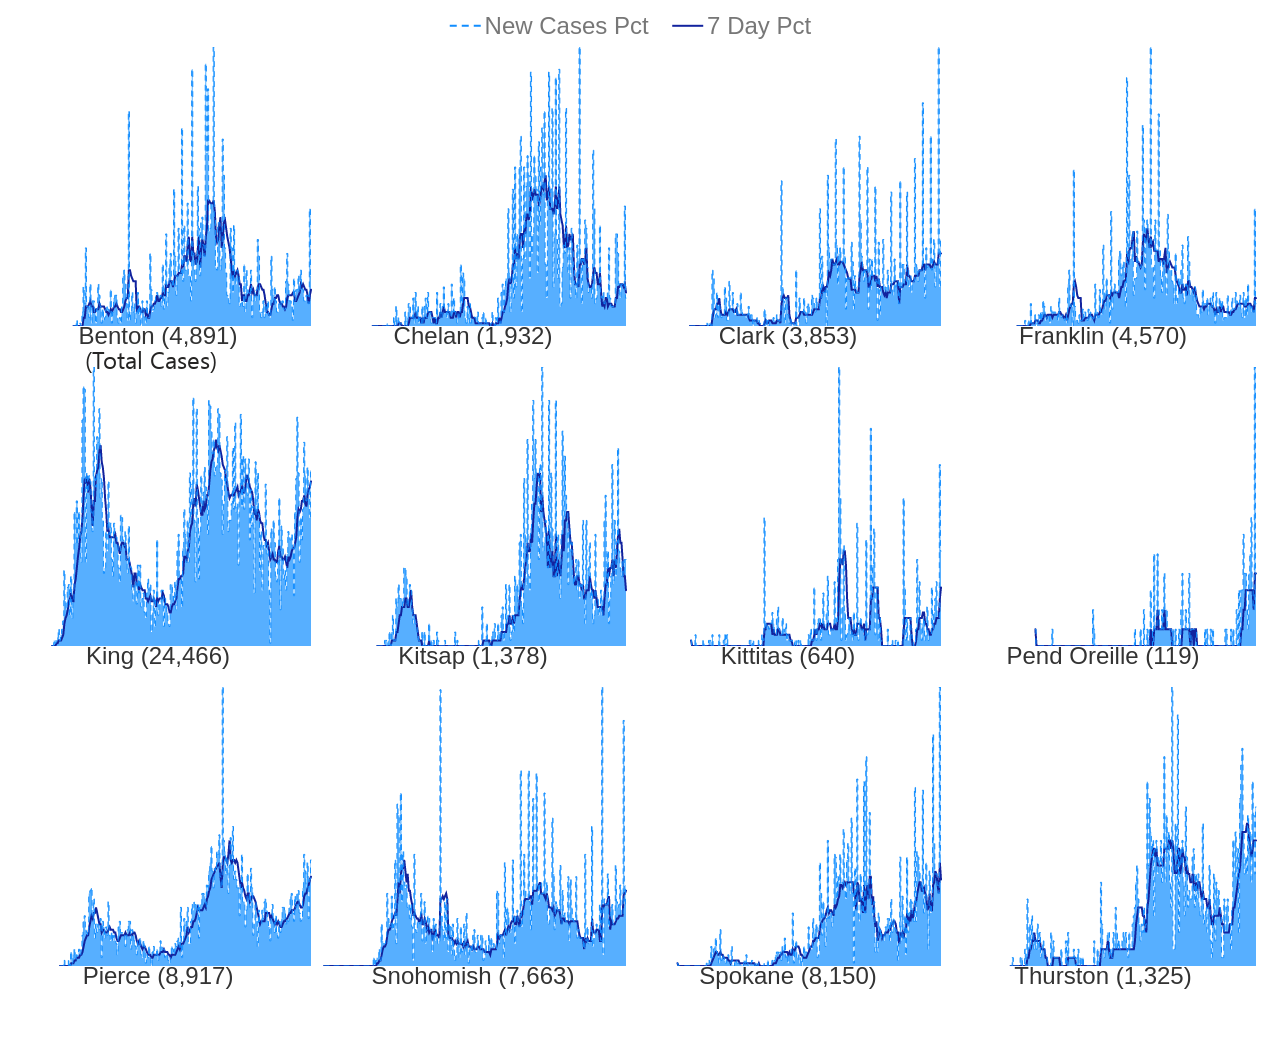 New Cases Pct 7 Day Pct
Benton (4,891) Chelan (1,932) Clark (3,853) Franklin (4,570)
(Total Cases)
King (24,466) Kitsap (1,378) Kittitas (640) Pend Oreille (119)
Pierce (8,917) Snohomish (7,663) Spokane (8,150) Thurston (1,325)